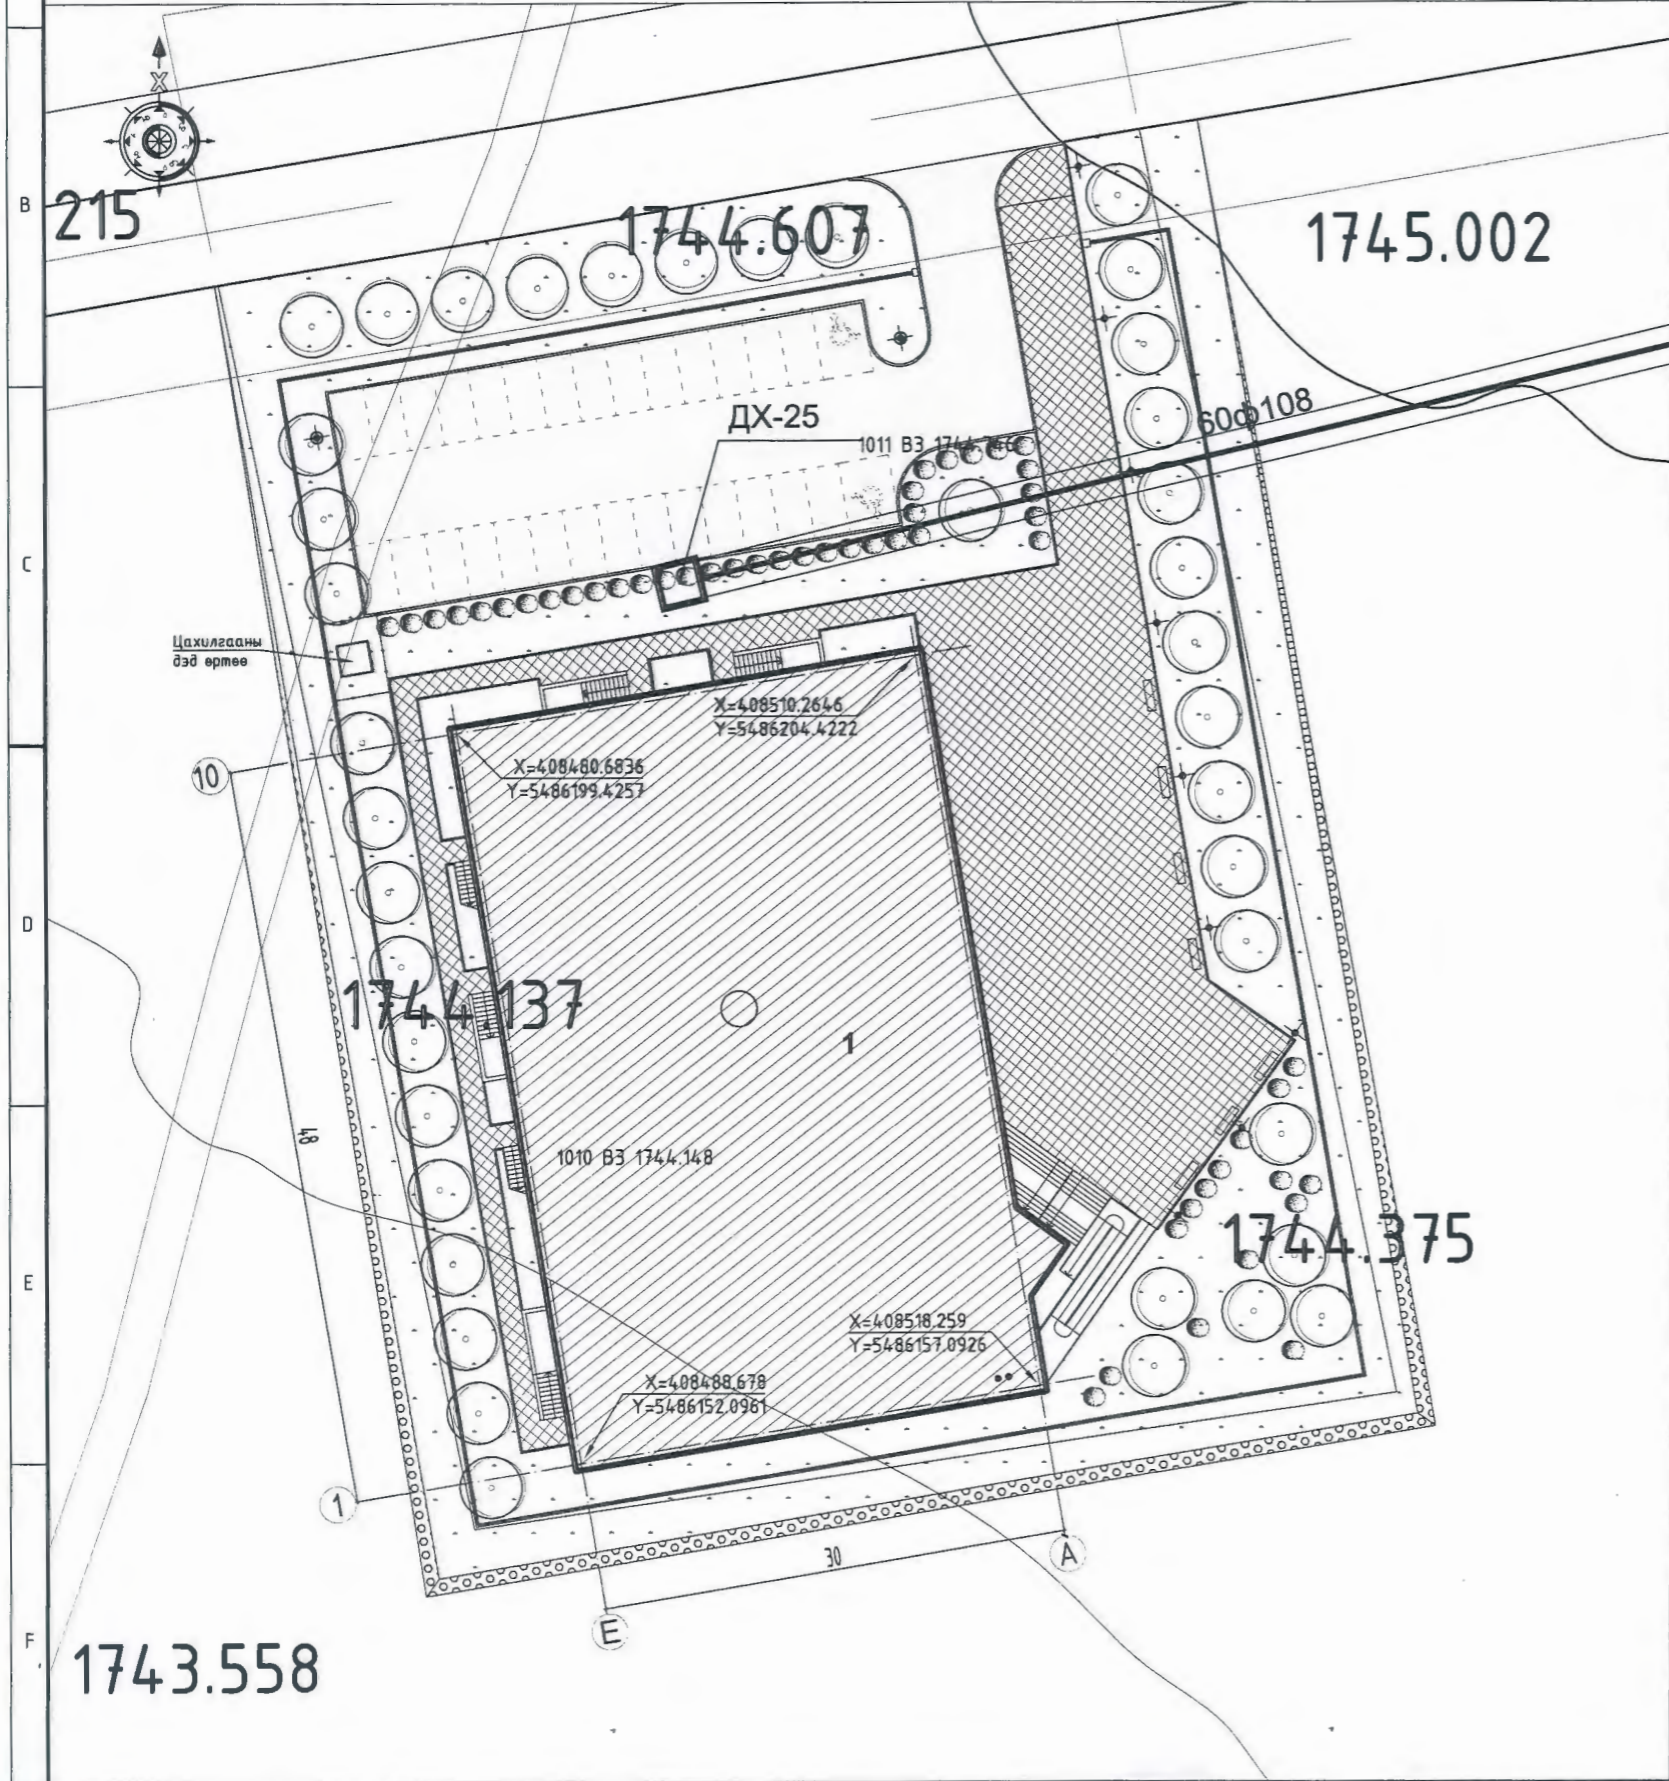 X
B
215
1744.607
1745.002
ДХ-25
60ф108
1011 ВЗ 1744.746
C
Цахилгааны
дэд өртөө
X=408510.2646
Y=5486204.4222
10
X=408480.6836
Y=5486199.4257
D
1744.137
1
48
1010 ВЗ 1744.148
1744.375
E
X=408518.259
Y=5486157.0926
X=408488.678
Y=5486152.0961
1
30
А
Е
F
1743.558